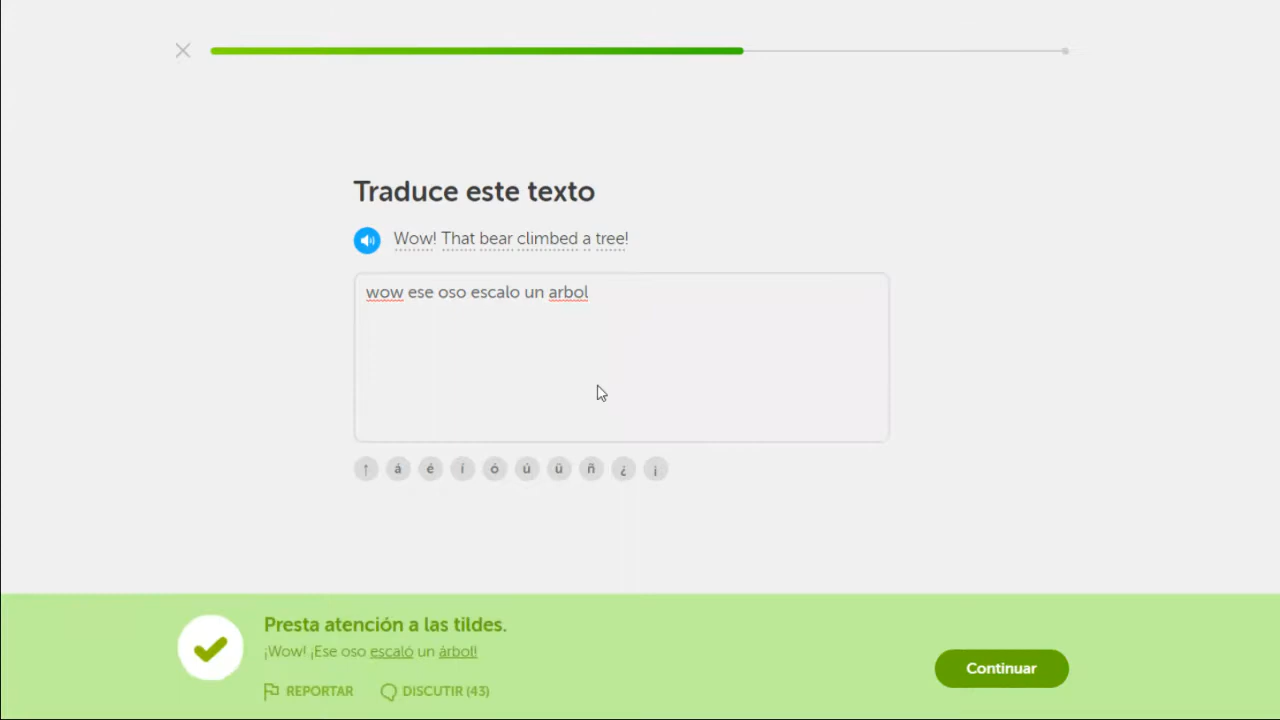 Traduce este texto
Wow! That bear climbed a tree!
wow ese oso escalo un arbol
↑ á é í ó ú ü ñ ¿ ¡
Presta atención a las tildes.
¡Wow! ¡Ese oso escaló un árbol!
Continuar
REPORTAR DISCUTIR (43)